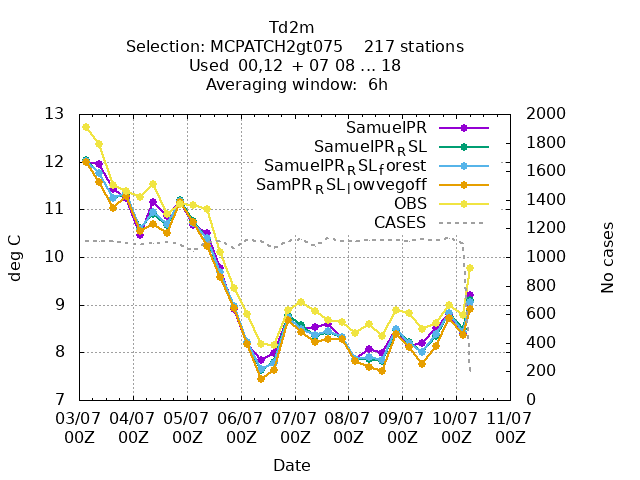 Td2m
Selection: MCPATCH2gt075    217 stations
Used  00,12  + 07 08 ... 18
Averaging window:  6h
13 2000
SamuelPR 1800
SamuelPR_RSL
12 1600
SamuelPR_RSL_forest
SamPR_RSL_lowvegoff 1400
11 OBS
CASES 1200
deg C 10 1000 No cases
9 800
600
8 400
200
7 0
03/07 04/07 05/07 06/07 07/07 08/07 09/07 10/07 11/07
00Z 00Z 00Z 00Z 00Z 00Z 00Z 00Z 00Z
Date